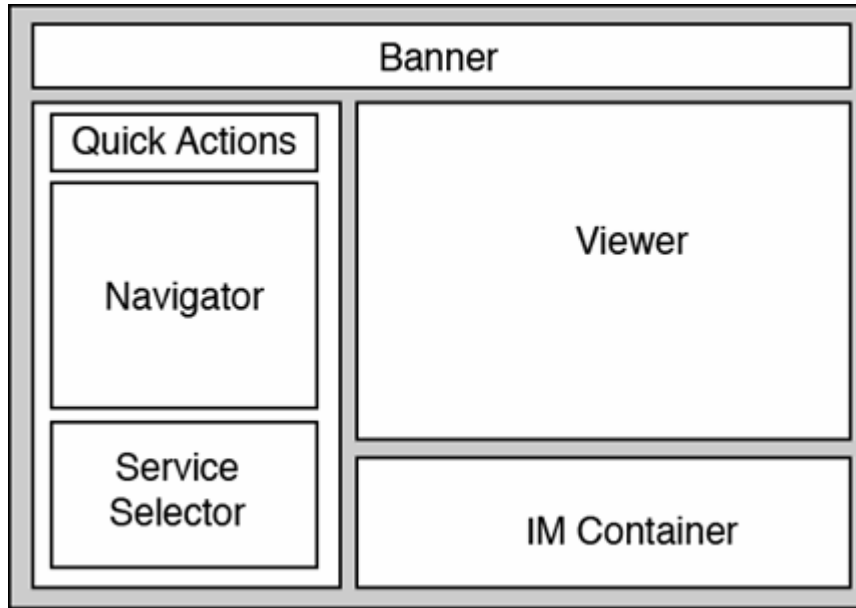 Banner
Quick Actions
Navigator
Service
Selector
Viewer
IM Container